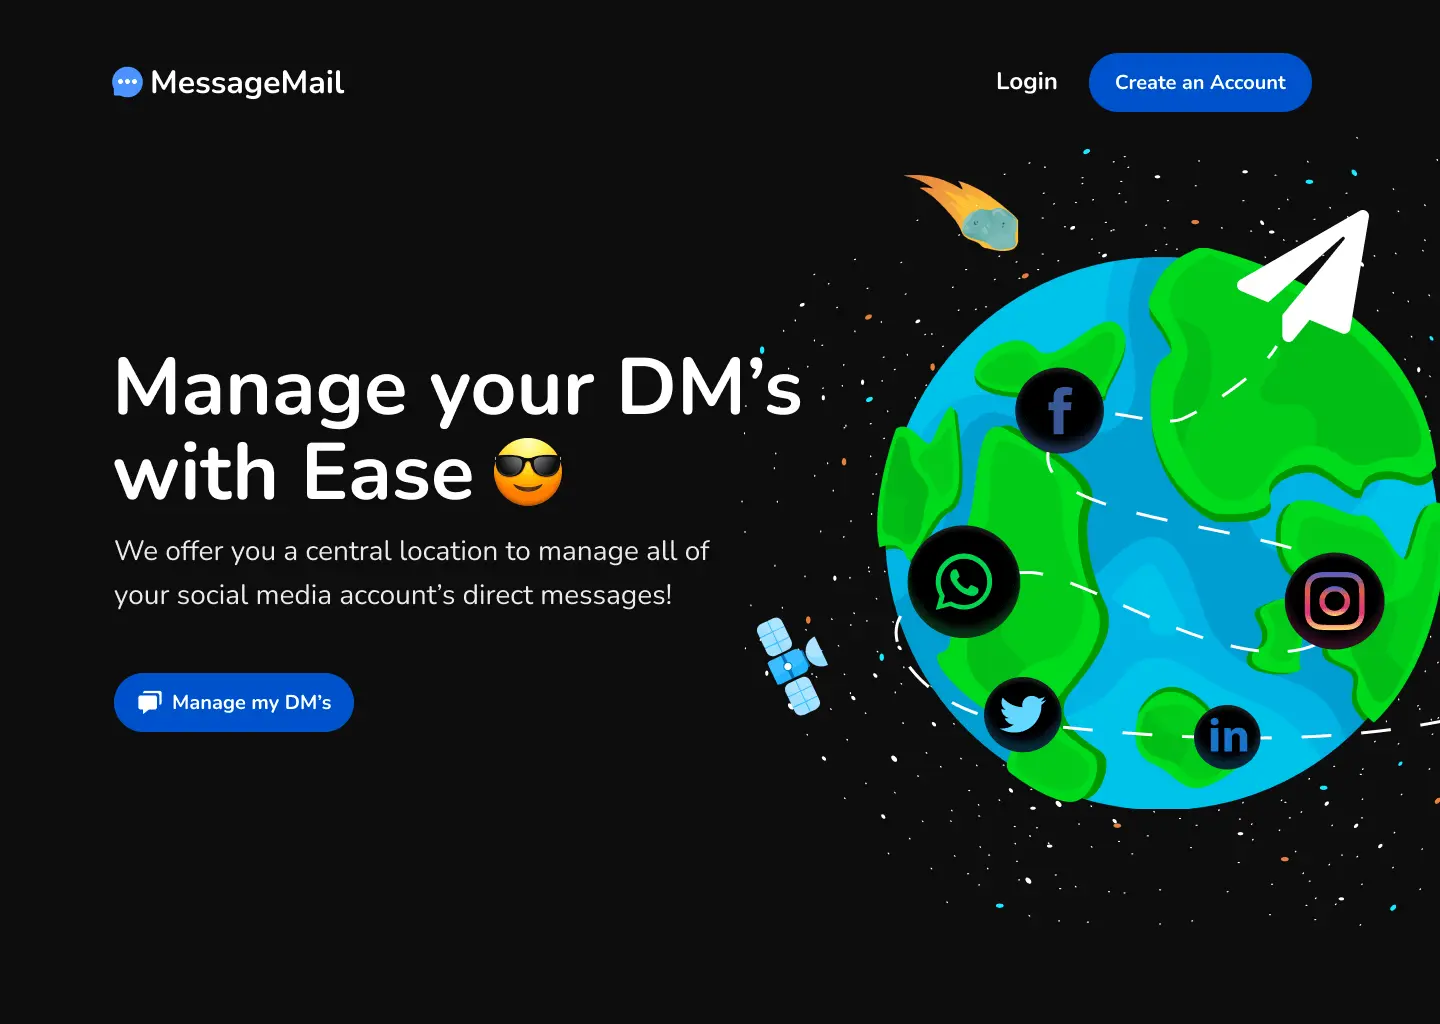 MessageMail
Login
Create an Account
Manage your DM’s
with Ease 😎
We offer you a central location to manage all of
your social media account’s direct messages!
Manage my DM’s
f
in